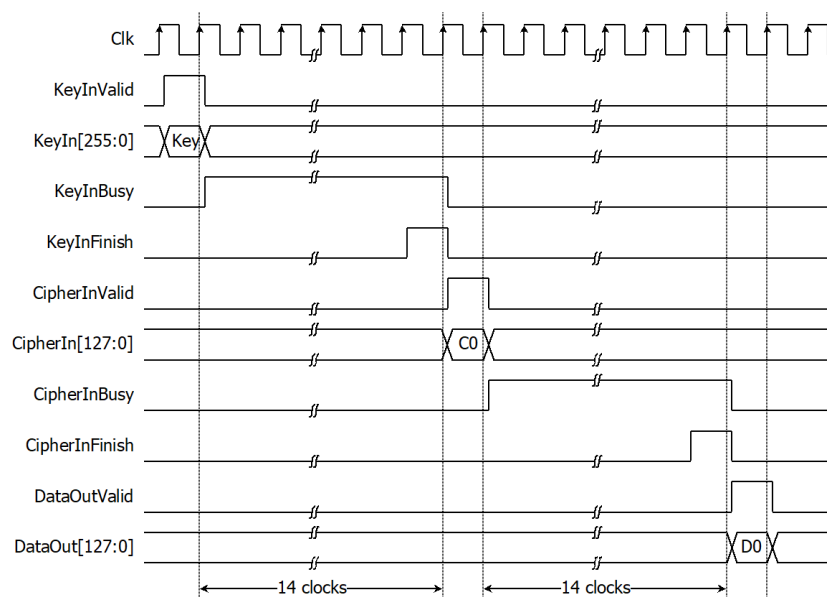 Clk
KeyInValid
KeyIn[255:0] Key
KeyInBusy
KeyInFinish
CipherInValid
CipherIn[127:0] C0
CipherInBusy
CipherInFinish
DataOutValid
DataOut[127:0] D0
14 clocks 14 clocks